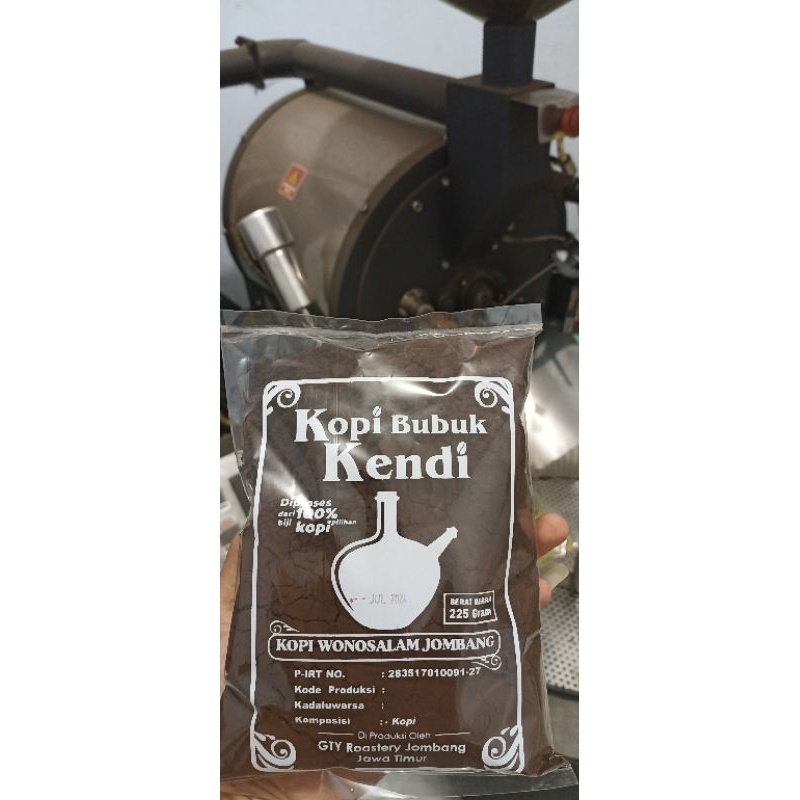 Kopi Bubuk
Kendi
Diproses
dari 100%
biji kopi pilihan
JUL 2024
BERAT BERSIH
225 Gram
KOPI WONOSALAM JOMBANG
P-IRT NO. : 283517010091-27
Kode Produksi :
Kadaluwarsa :
Komposisi : - Kopi
Di Produksi Oleh
GTY Roastery Jombang
Jawa Timur